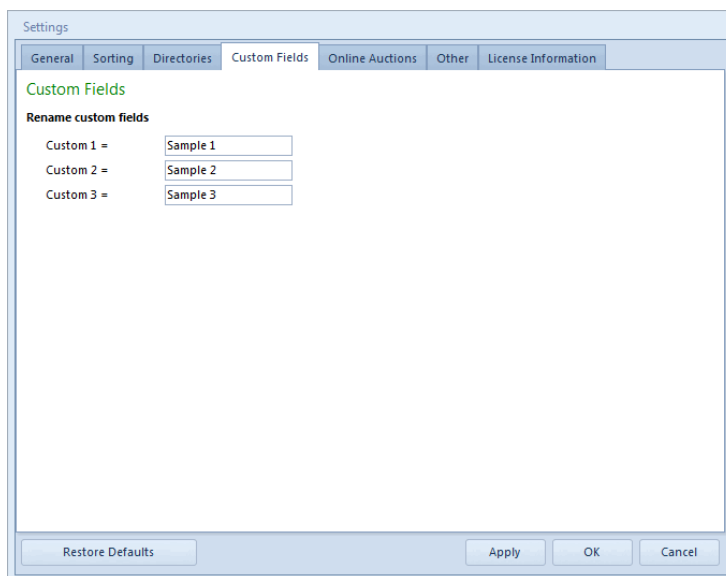 Settings
General Sorting Directories Custom Fields Online Auctions Other License Information
Custom Fields
Rename custom fields
Custom 1 = Sample 1
Custom 2 = Sample 2
Custom 3 = Sample 3
Restore Defaults Apply OK Cancel